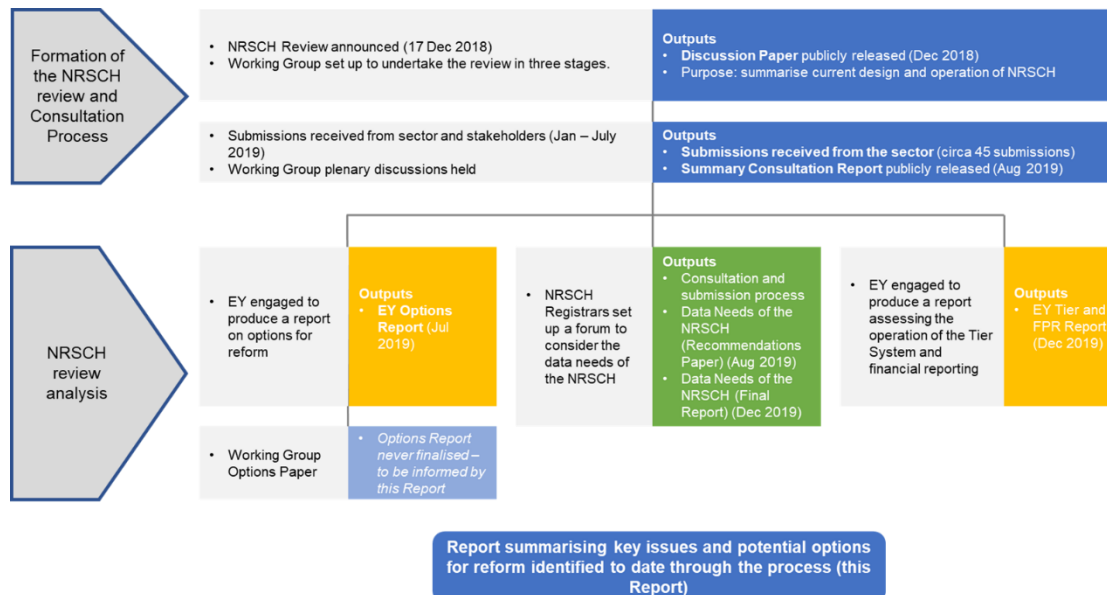 Formation of
the NRSCH
review and
Consultation
Process
• NRSCH Review announced (17 Dec 2018)
• Working Group set up to undertake the review in three stages.
Outputs
• Discussion Paper publicly released (Dec 2018)
• Purpose: summarise current design and operation of NRSCH
• Submissions received from sector and stakeholders (Jan – July
2019)
• Working Group plenary discussions held
Outputs
• Submissions received from the sector (circa 45 submissions)
• Summary Consultation Report publicly released (Aug 2019)
NRSCH
review
analysis
• EY engaged to
produce a report
on options for
reform
Outputs
• EY Options
Report (Jul
2019)
• NRSCH
Registrars set
up a forum to
consider the
data needs of
the NRSCH
Outputs
• Consultation and
submission process
• Data Needs of the
NRSCH
(Recommendations
Paper) (Aug 2019)
• Data Needs of the
NRSCH (Final
Report) (Dec 2019)
• EY engaged to
produce a report
assessing the
operation of the Tier
System and
financial reporting
Outputs
• EY Tier and
FPR Report
(Dec 2019)
• Working Group
Options Paper
• Options Report
never finalised –
to be informed by
this Report
Report summarising key issues and potential options
for reform identified to date through the process (this
Report)